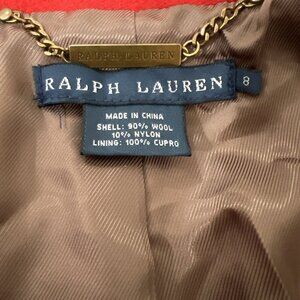 RALPH LAUREN
RALPH LAUREN 8
MADE IN CHINA
SHELL: 90% WOOL
10% NYLON
LINING: 100% CUPRO